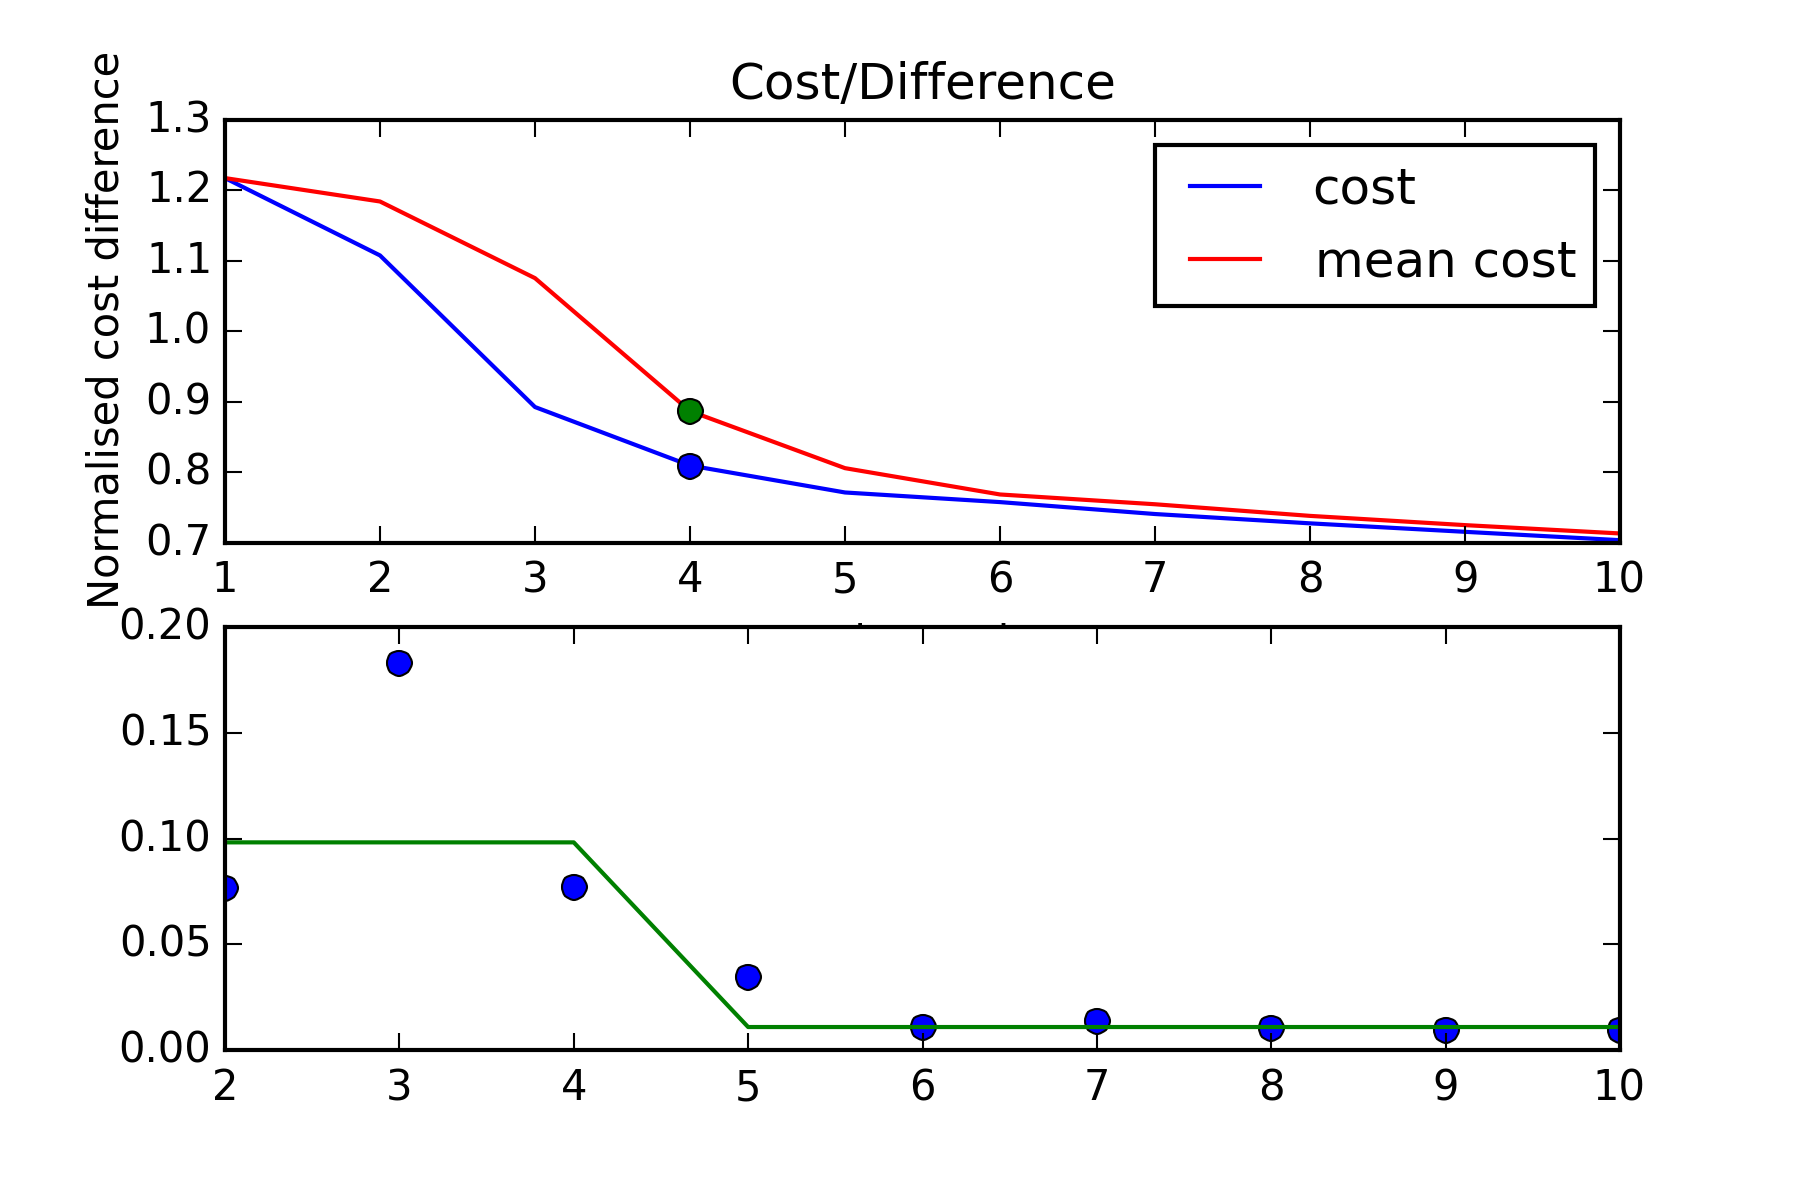 Cost/Difference
Normalised cost difference
1.3
1.2
1.1
1.0
0.9
0.8
0.7
cost
mean cost
1 2 3 4 5 6 7 8 9 10
0.20
0.15
0.10
0.05
0.00
2 3 4 5 6 7 8 9 10